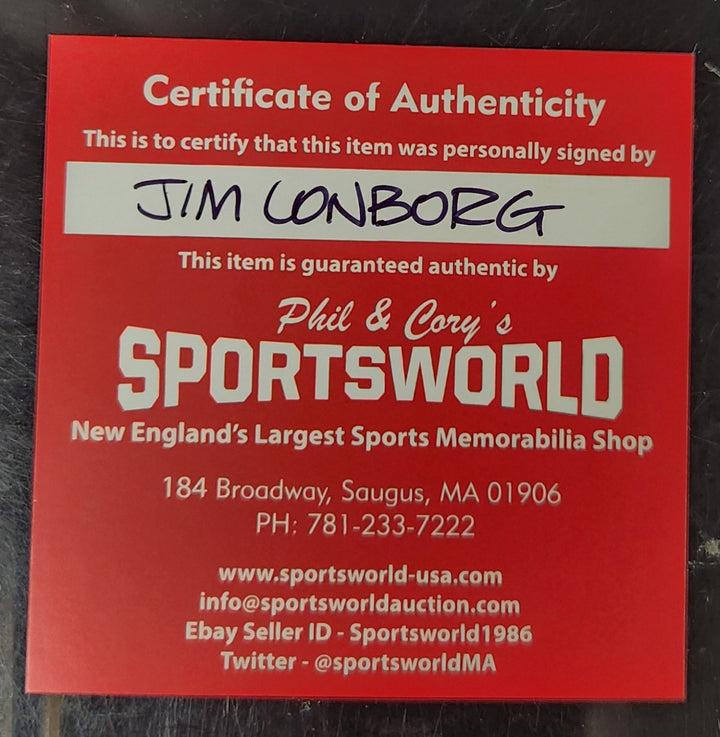 Certificate of Authenticity
This is to certify that this item was personally signed by
JIM LONBORG
This item is guaranteed authentic by
Phil & Cory's
SPORTSWORLD
New England's Largest Sports Memorabilia Shop
184 Broadway, Saugus, MA 01906
PH: 781-233-7222
www.sportsworld-usa.com
info@sportsworldauction.com
Ebay Seller ID - Sportsworld1986
Twitter - @sportsworldMA